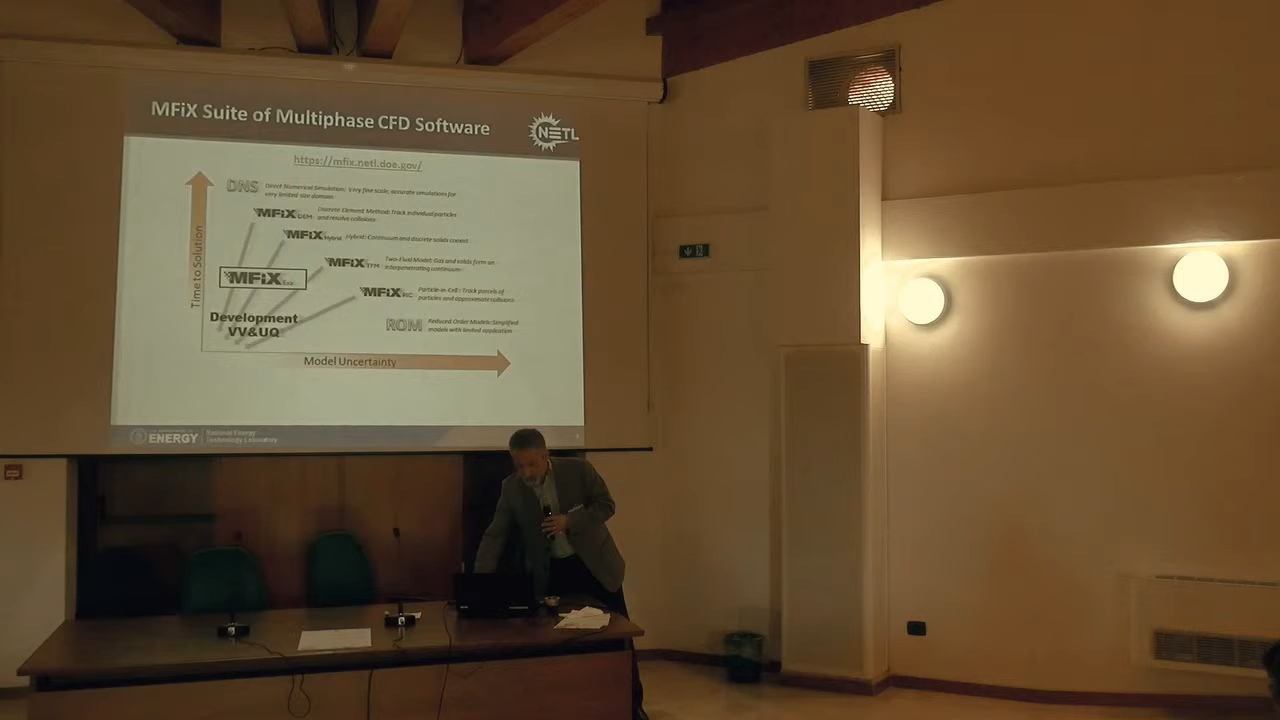 MFiX Suite of Multiphase CFD Software
NETL
https://mfix.netl.doe.gov/
DNS
Direct Numerical Simulation: Very fine scale, accurate simulations for
very limited size domain
MFiX DEM
Discrete Element Method: Track individual particles
and resolve collisions
MFiX Hybrid
Hybrid: Continuum and discrete solids coexist
MFiX TFM
Two-Fluid Model: Gas and solids form an
interpenetrating continuum
MFiX Exa
MFiX PIC
Particle-in-Cell: Track parcels of
particles and approximate collisions
Development
VV&UQ
ROM
Reduced Order Models: Simplified
models with limited application
Time to Solution
Model Uncertainty
ENERGY
National Energy
Technology Laboratory